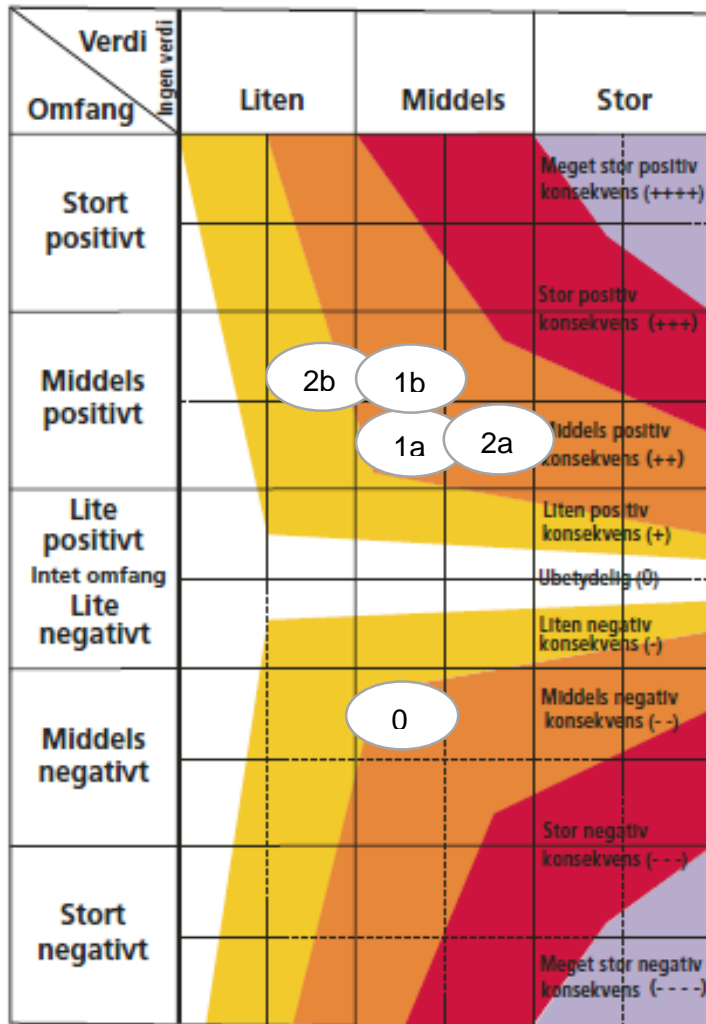 Verdi
Ingen verdi
Omfang
Liten
Middels
Stor
Stort
positivt
Meget stor positiv
konsekvens (++++)
Stor positiv
konsekvens (+++)
Middels
positivt
2b
1b
1a
2a
Middels positiv
konsekvens (++)
Lite
positivt
Liten positiv
konsekvens (+)
Intet omfang
Ubetydelig (0)
Lite
negativt
Liten negativ
konsekvens (-)
Middels
negativt
0
Middels negativ
konsekvens (- -)
Stor negativ
konsekvens (- - -)
Stort
negativt
Meget stor negativ
konsekvens (- - - -)